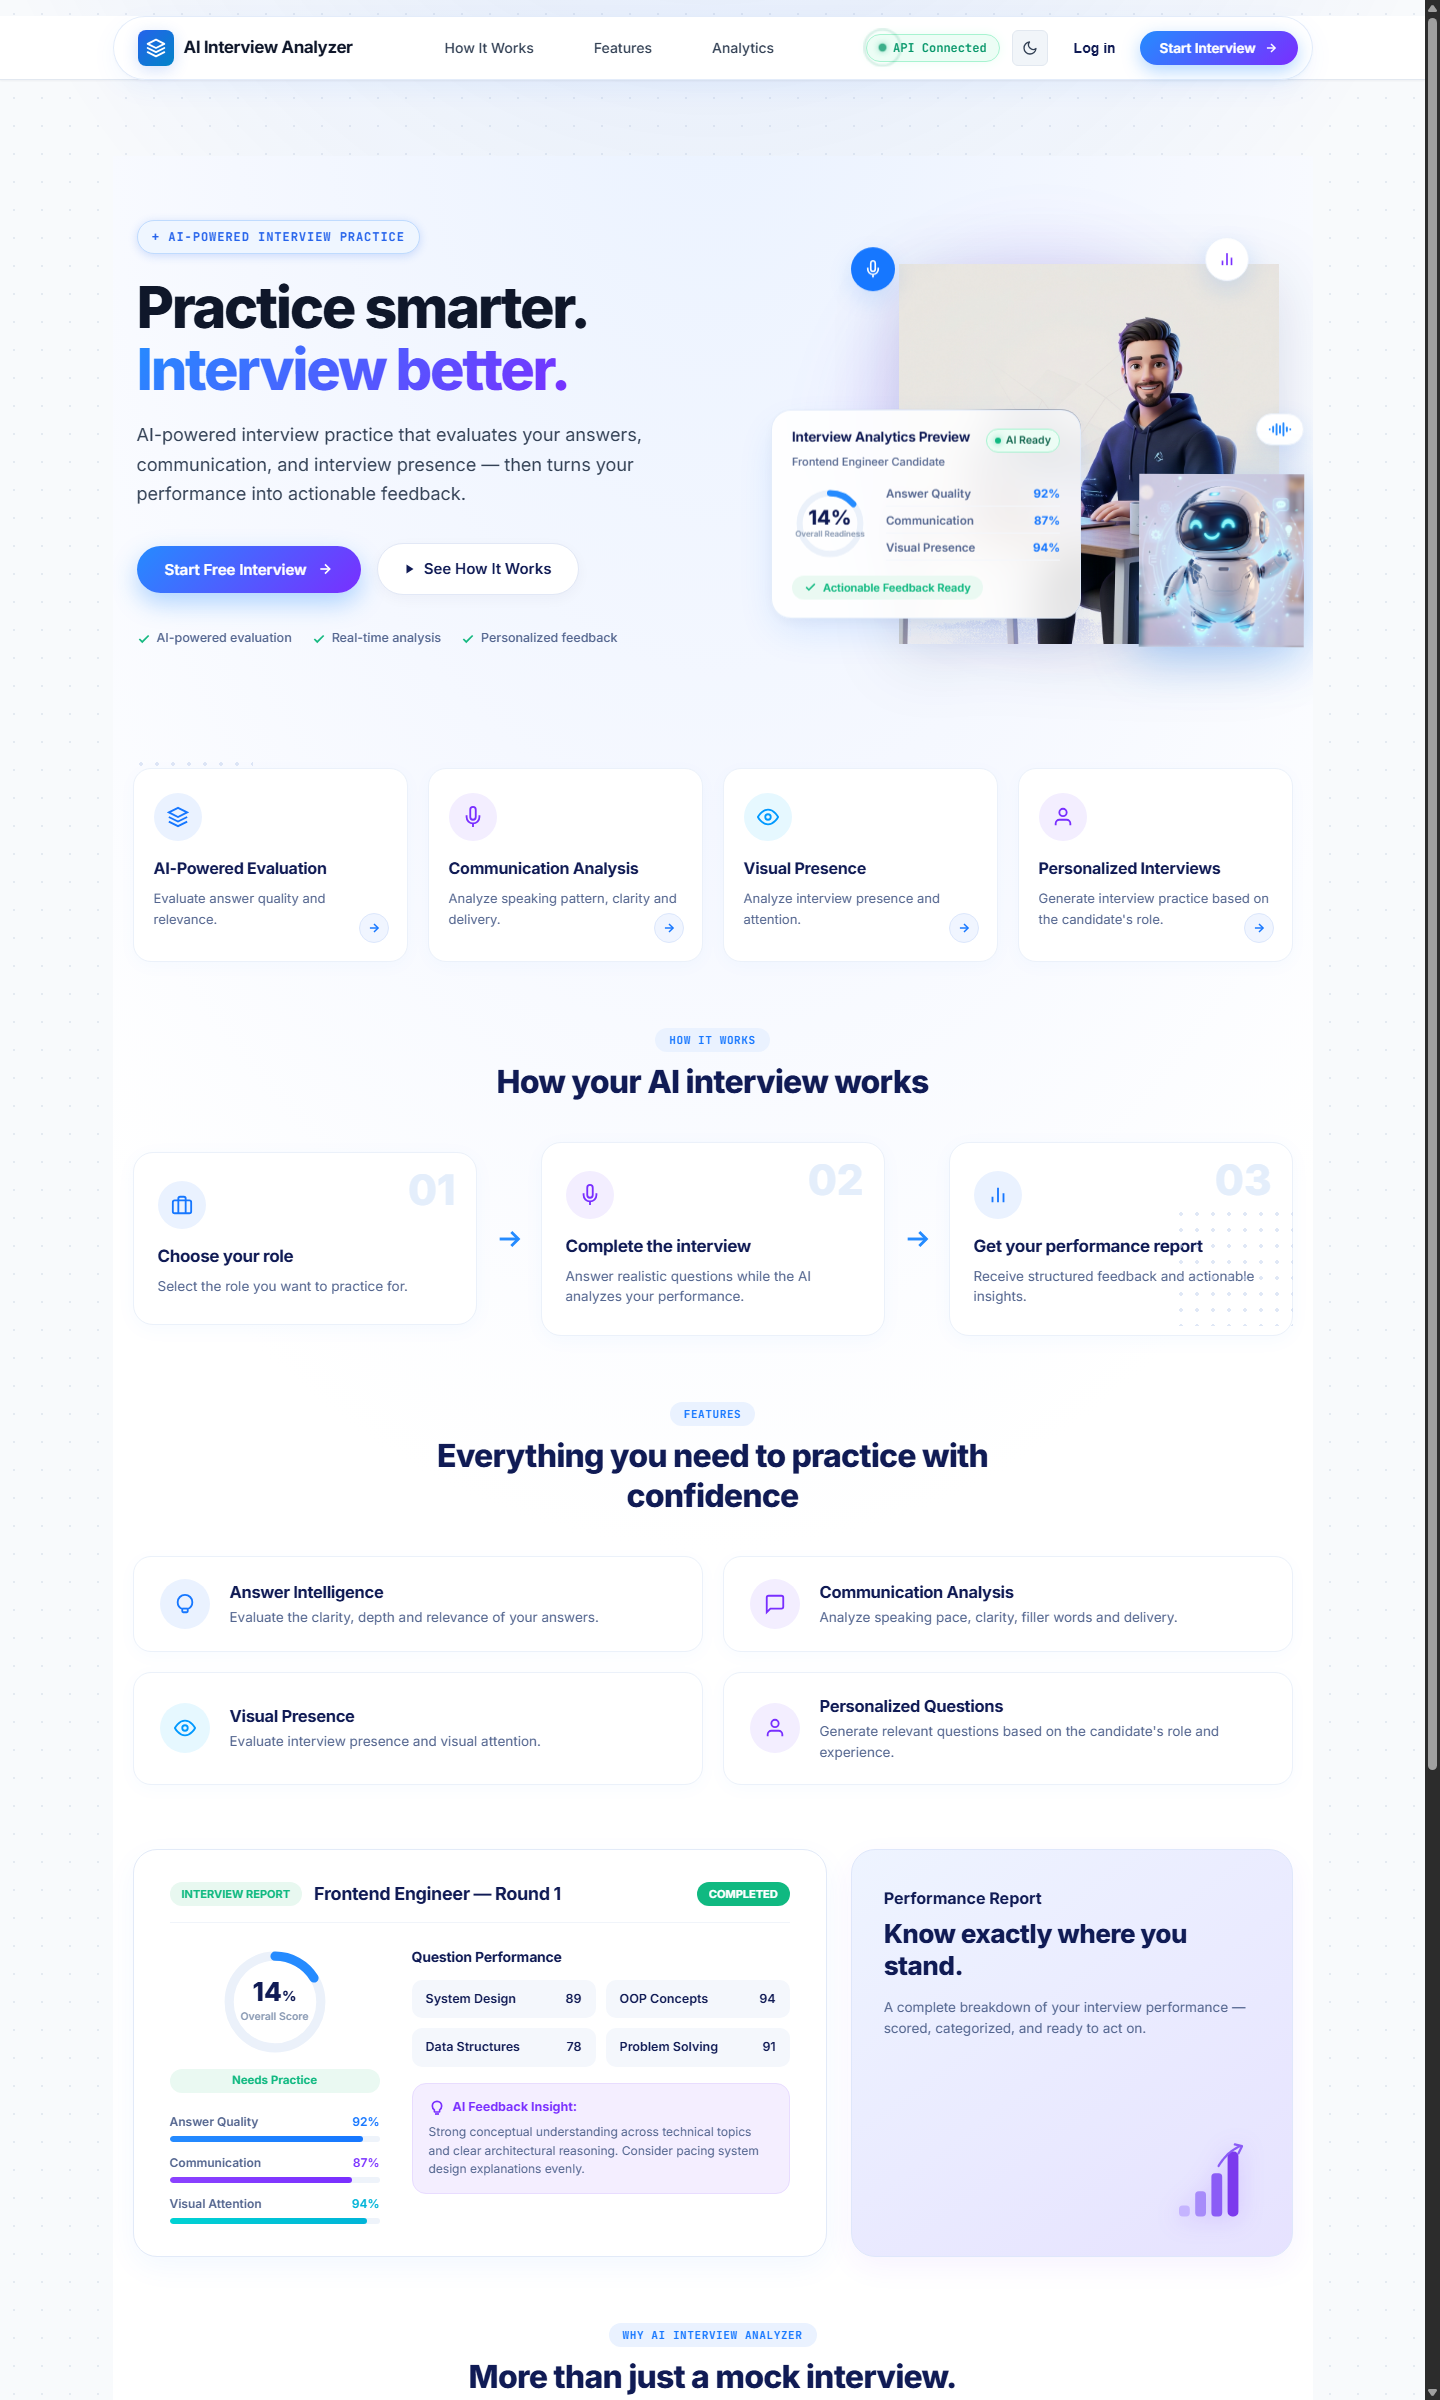 AI Interview Analyzer
How It Works
Features
Analytics
API Connected
Log in
Start Interview
+ AI-POWERED INTERVIEW PRACTICE
Practice smarter.
Interview better.
AI-powered interview practice that evaluates your answers,
communication, and interview presence — then turns your
performance into actionable feedback.
Start Free Interview
See How It Works
AI-powered evaluation
Real-time analysis
Personalized feedback
Interview Analytics Preview
AI Ready
Frontend Engineer Candidate
14%
Overall Readiness
Answer Quality 92%
Communication 87%
Visual Presence 94%
Actionable Feedback Ready
AI-Powered Evaluation
Evaluate answer quality and
relevance.
Communication Analysis
Analyze speaking pattern, clarity and
delivery.
Visual Presence
Analyze interview presence and
attention.
Personalized Interviews
Generate interview practice based on
the candidate's role.
HOW IT WORKS
How your AI interview works
01
Choose your role
Select the role you want to practice for.
02
Complete the interview
Answer realistic questions while the AI
analyzes your performance.
03
Get your performance report
Receive structured feedback and actionable
insights.
FEATURES
Everything you need to practice with
confidence
Answer Intelligence
Evaluate the clarity, depth and relevance of your answers.
Communication Analysis
Analyze speaking pace, clarity, filler words and delivery.
Visual Presence
Evaluate interview presence and visual attention.
Personalized Questions
Generate relevant questions based on the candidate's role and
experience.
INTERVIEW REPORT
Frontend Engineer — Round 1
COMPLETED
14%
Overall Score
Needs Practice
Answer Quality 92%
Communication 87%
Visual Attention 94%
Question Performance
System Design 89
OOP Concepts 94
Data Structures 78
Problem Solving 91
AI Feedback Insight:
Strong conceptual understanding across technical topics
and clear architectural reasoning. Consider pacing system
design explanations evenly.
Performance Report
Know exactly where you
stand.
A complete breakdown of your interview performance —
scored, categorized, and ready to act on.
WHY AI INTERVIEW ANALYZER
More than just a mock interview.